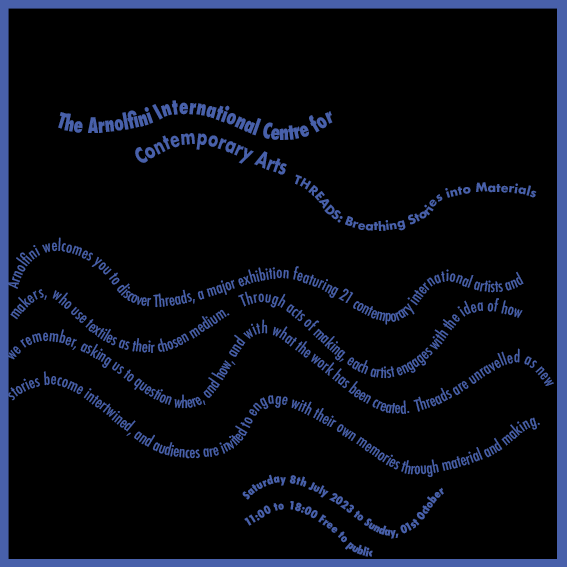 The Arnolfini International Centre for
Contemporary Arts
THREADS: Breathing Stories into Materials
Arnolfini welcomes you to discover Threads, a major exhibition featuring 21 contemporary international artists and
makers, who use textiles as their chosen medium. Through acts of making, each artist engages with the idea of how
we remember, asking us to question where, and how, and with what the work has been created. Threads are unravelled as new
stories become intertwined, and audiences are invited to engage with their own memories through material and making.
Saturday 8th July 2023 to Sunday, 01st October
11:00 to 18:00 Free to public